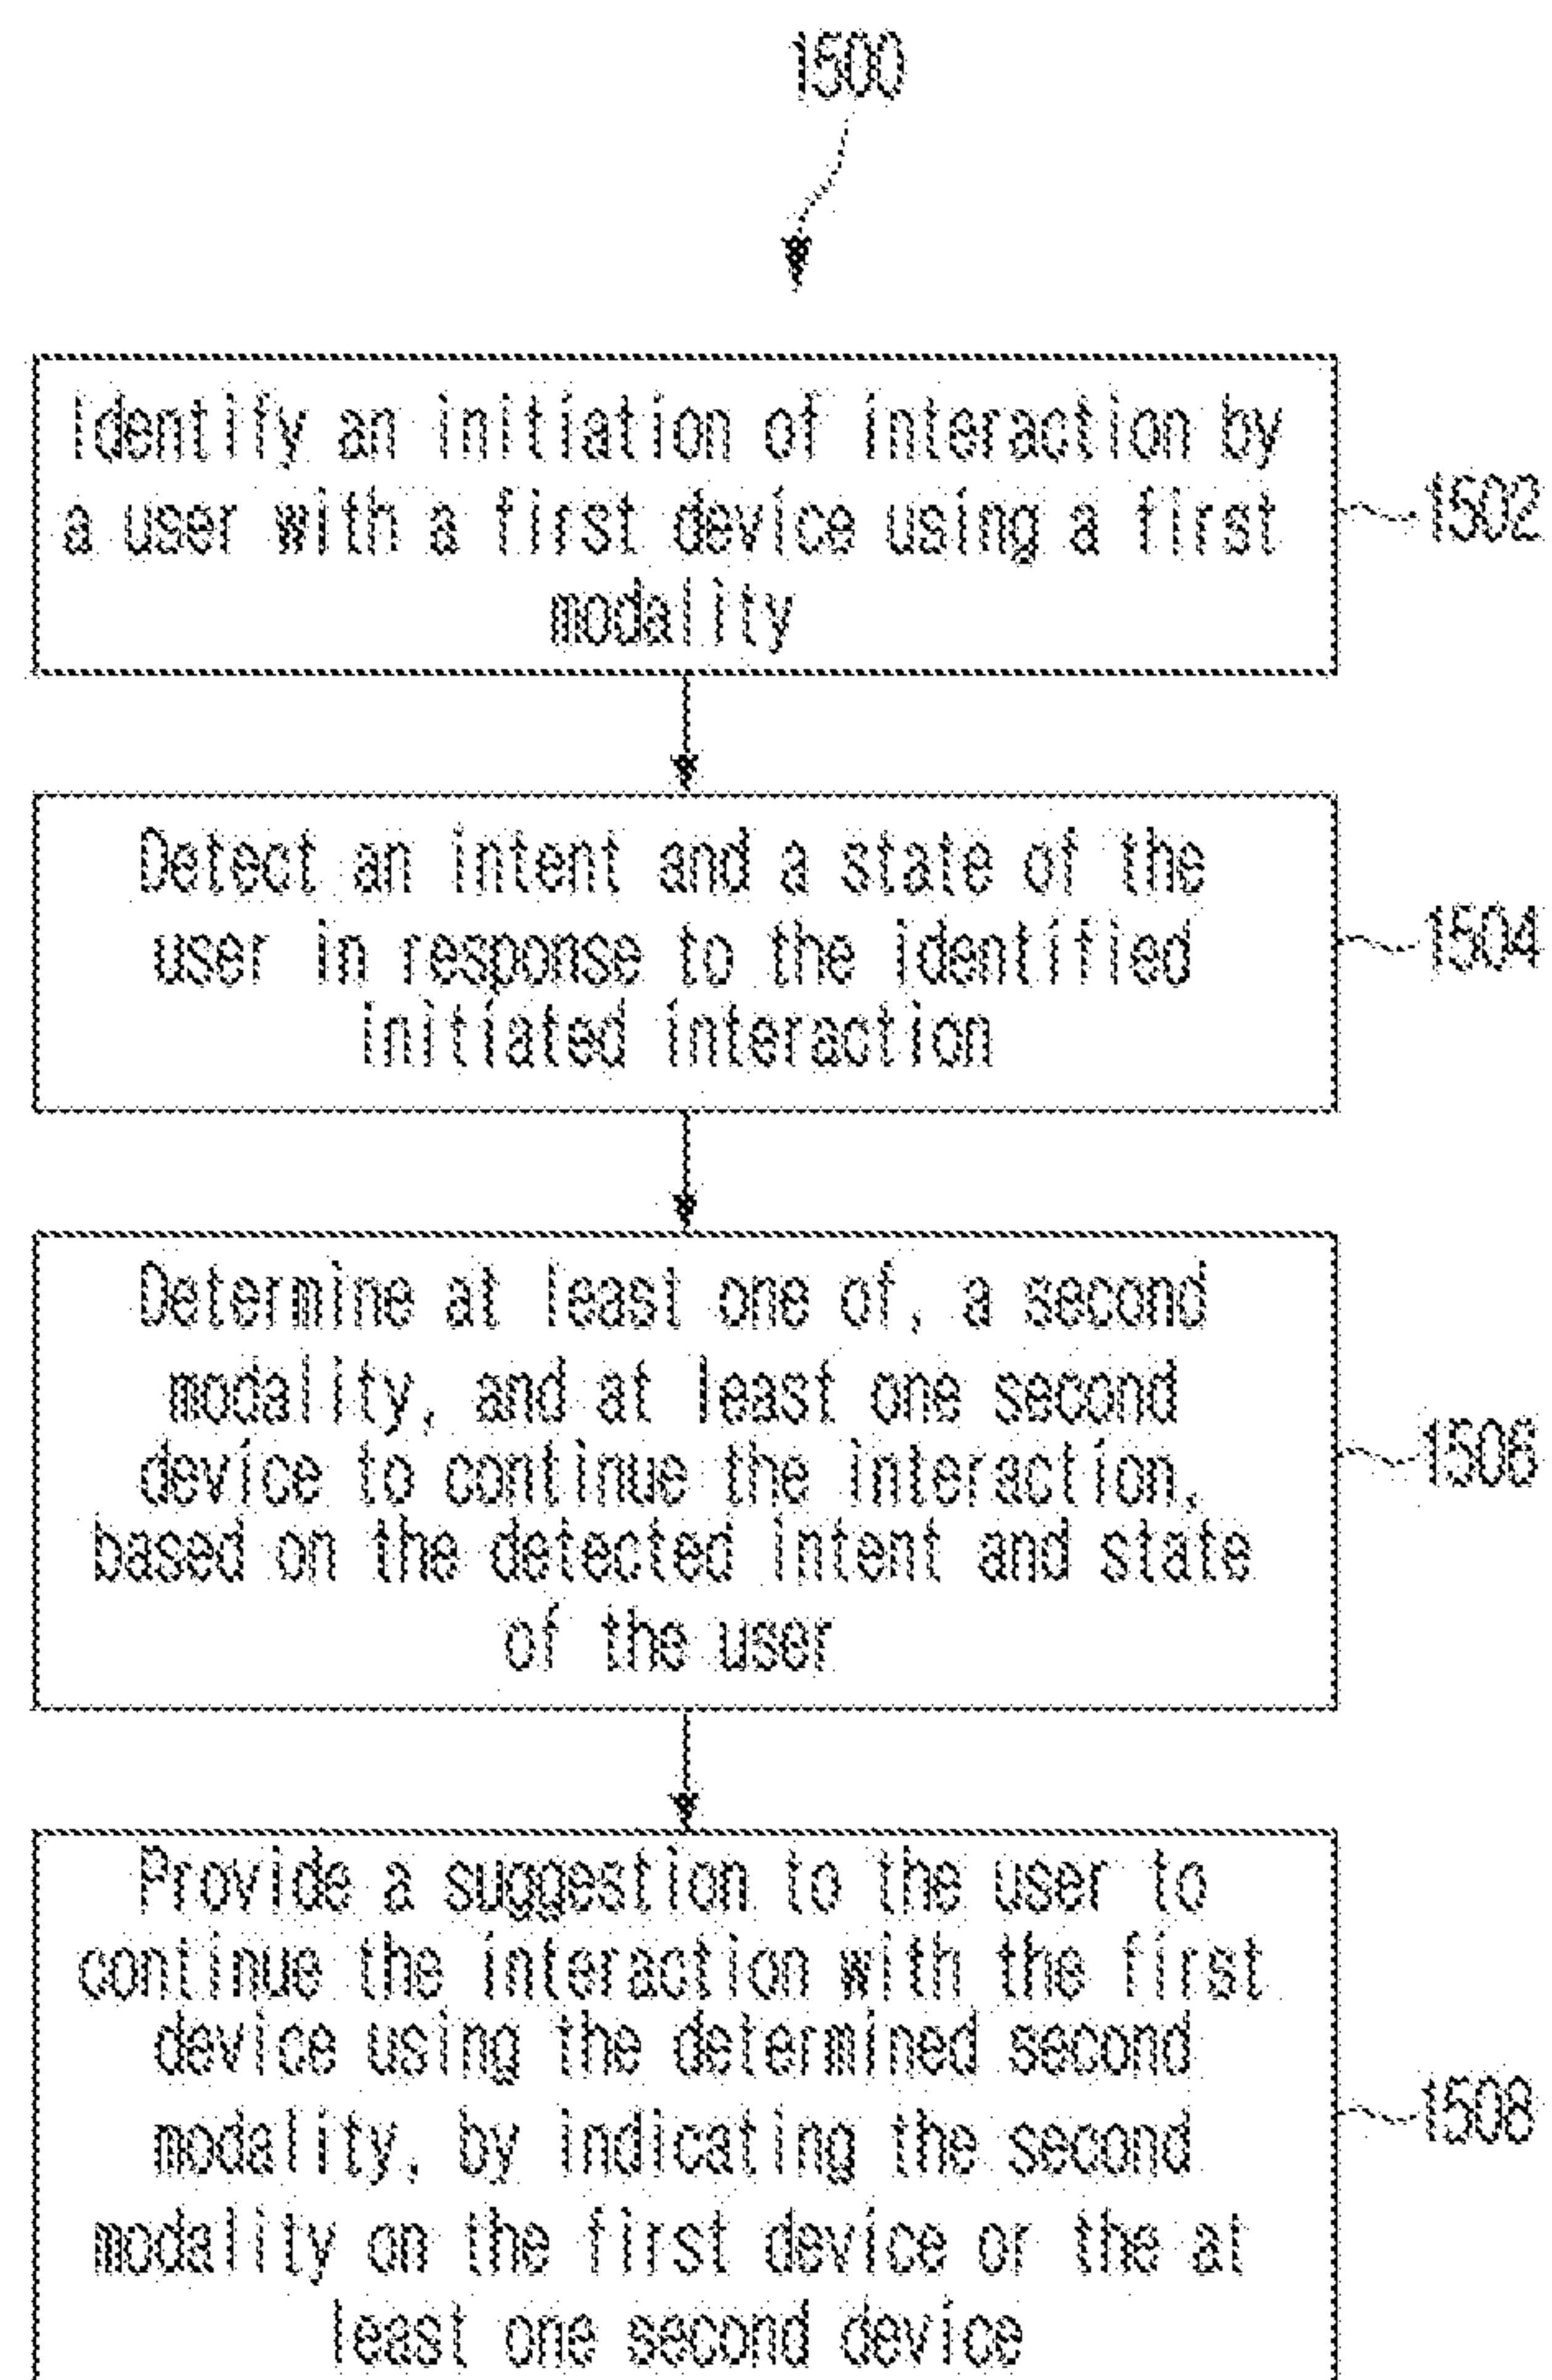 1500
Identify an initiation of interaction by
a user with a first device using a first
modality
1502
Detect an intent and a state of the
user in response to the identified
initiated interaction
1504
Determine at least one of, a second
modality, and at least one second
device to continue the interaction,
based on the detected intent and state
of the user
1506
Provide a suggestion to the user to
continue the interaction with the first
device using the determined second
modality, by indicating the second
modality on the first device or the at
least one second device
1508